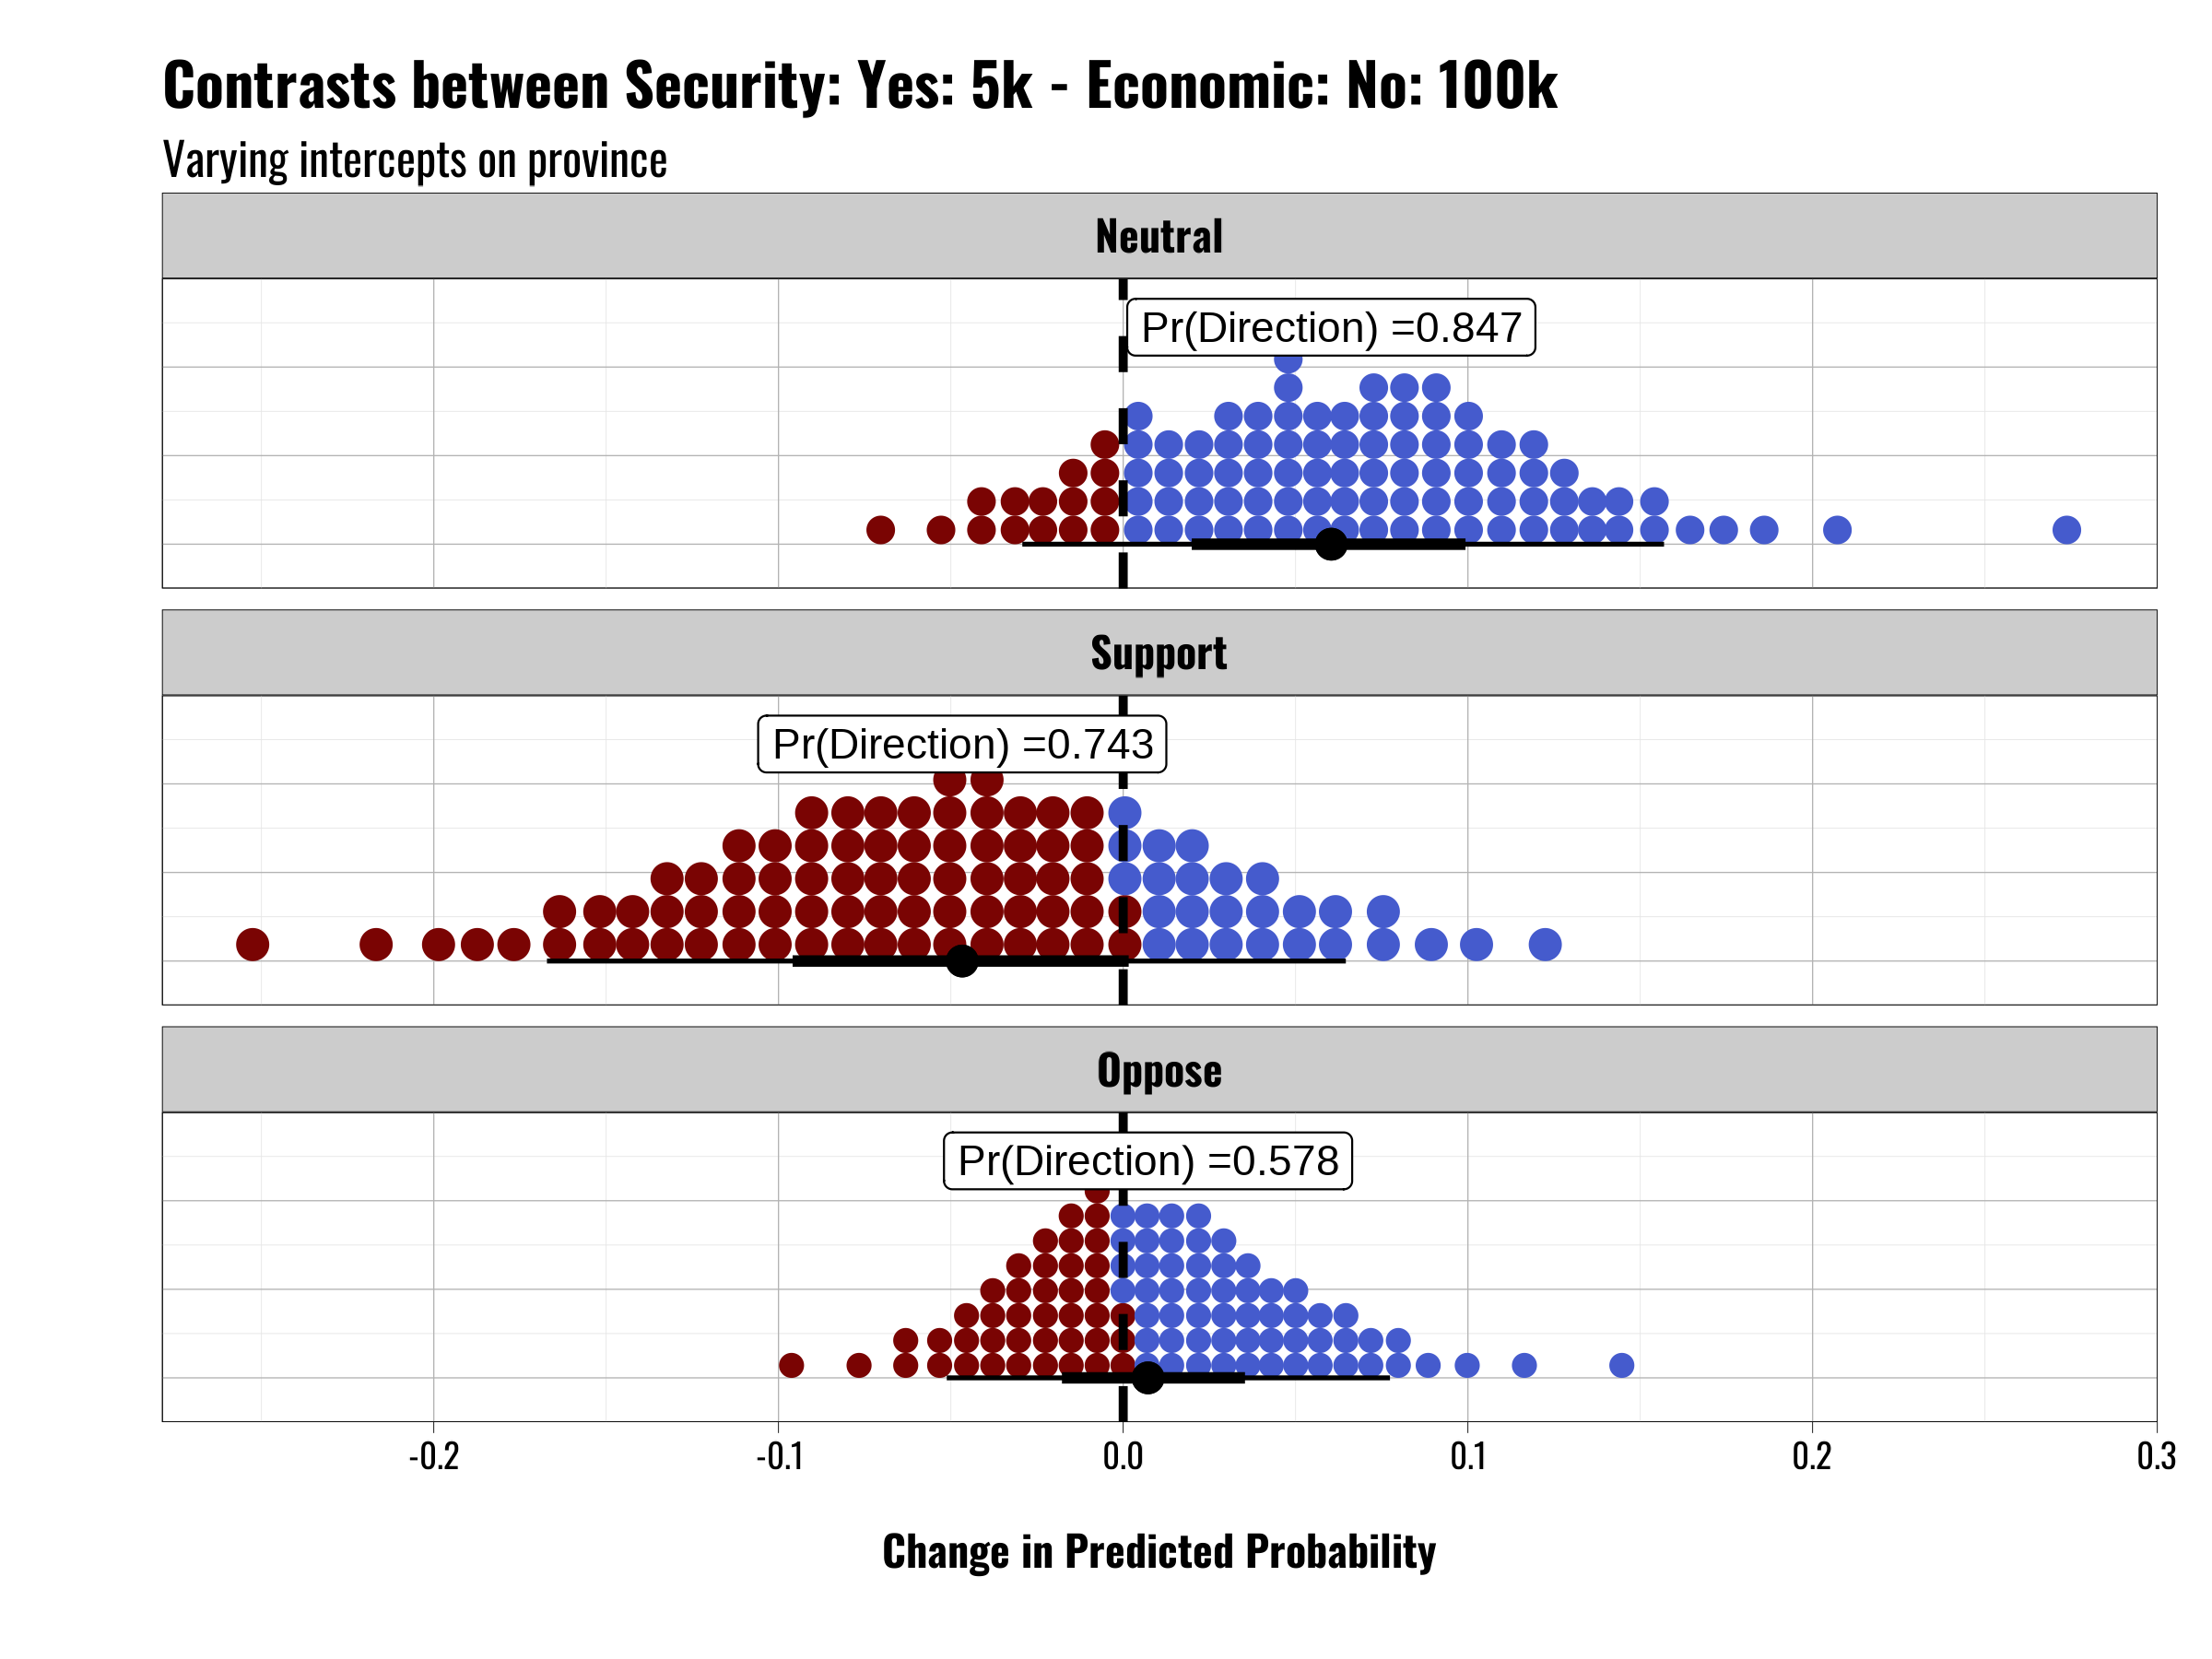 Contrasts between Security: Yes: 5k - Economic: No: 100k
Varying intercepts on province
Neutral
Pr(Direction) =0.847
Support
Pr(Direction) =0.743
Oppose
Pr(Direction) =0.578
-0.2 -0.1 0.0 0.1 0.2 0.3
Change in Predicted Probability